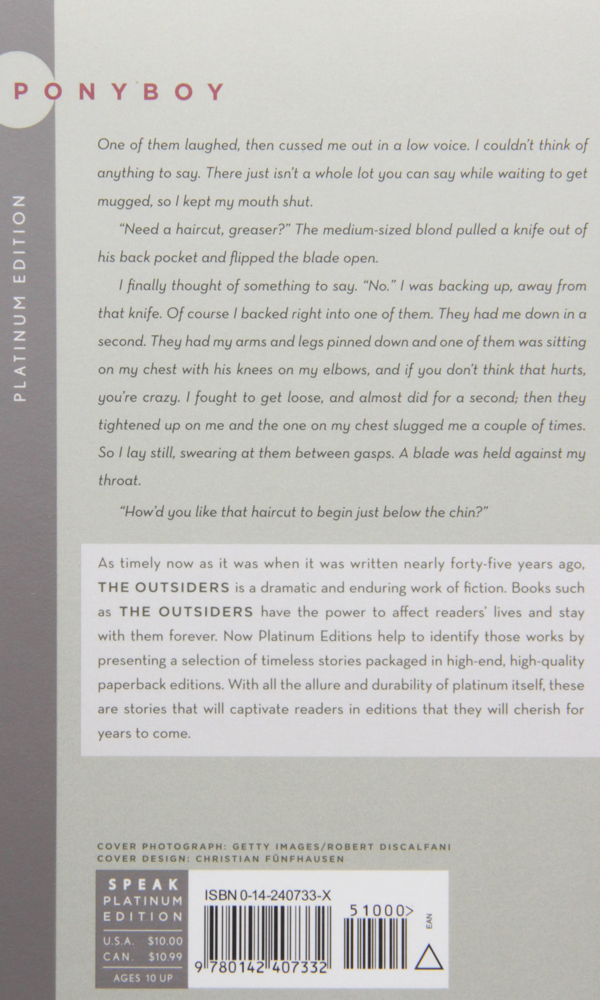 PONYBOY
PLATINUM EDITION
One of them laughed, then cussed me out in a low voice. I couldn't think of
anything to say. There just isn't a whole lot you can say while waiting to get
mugged, so I kept my mouth shut.
“Need a haircut, greaser?” The medium-sized blond pulled a knife out of
his back pocket and flipped the blade open.
I finally thought of something to say. “No.” I was backing up, away from
that knife. Of course I backed right into one of them. They had me down in a
second. They had my arms and legs pinned down and one of them was sitting
on my chest with his knees on my elbows, and if you don't think that hurts,
you're crazy. I fought to get loose, and almost did for a second; then they
tightened up on me and the one on my chest slugged me a couple of times.
So I lay still, swearing at them between gasps. A blade was held against my
throat.
“How'd you like that haircut to begin just below the chin?”
As timely now as it was when it was written nearly forty-five years ago,
THE OUTSIDERS is a dramatic and enduring work of fiction. Books such
as THE OUTSIDERS have the power to affect readers' lives and stay
with them forever. Now Platinum Editions help to identify those works by
presenting a selection of timeless stories packaged in high-end, high-quality
paperback editions. With all the allure and durability of platinum itself, these
are stories that will captivate readers in editions that they will cherish for
years to come.
COVER PHOTOGRAPH: GETTY IMAGES/ROBERT DISCALFANI
COVER DESIGN: CHRISTIAN FÜNFHAUSEN
SPEAK
PLATINUM
EDITION
U.S.A. $10.00
CAN. $10.99
AGES 10 UP
ISBN 0-14-240733-X
51000>
EAN
9 780142 407332